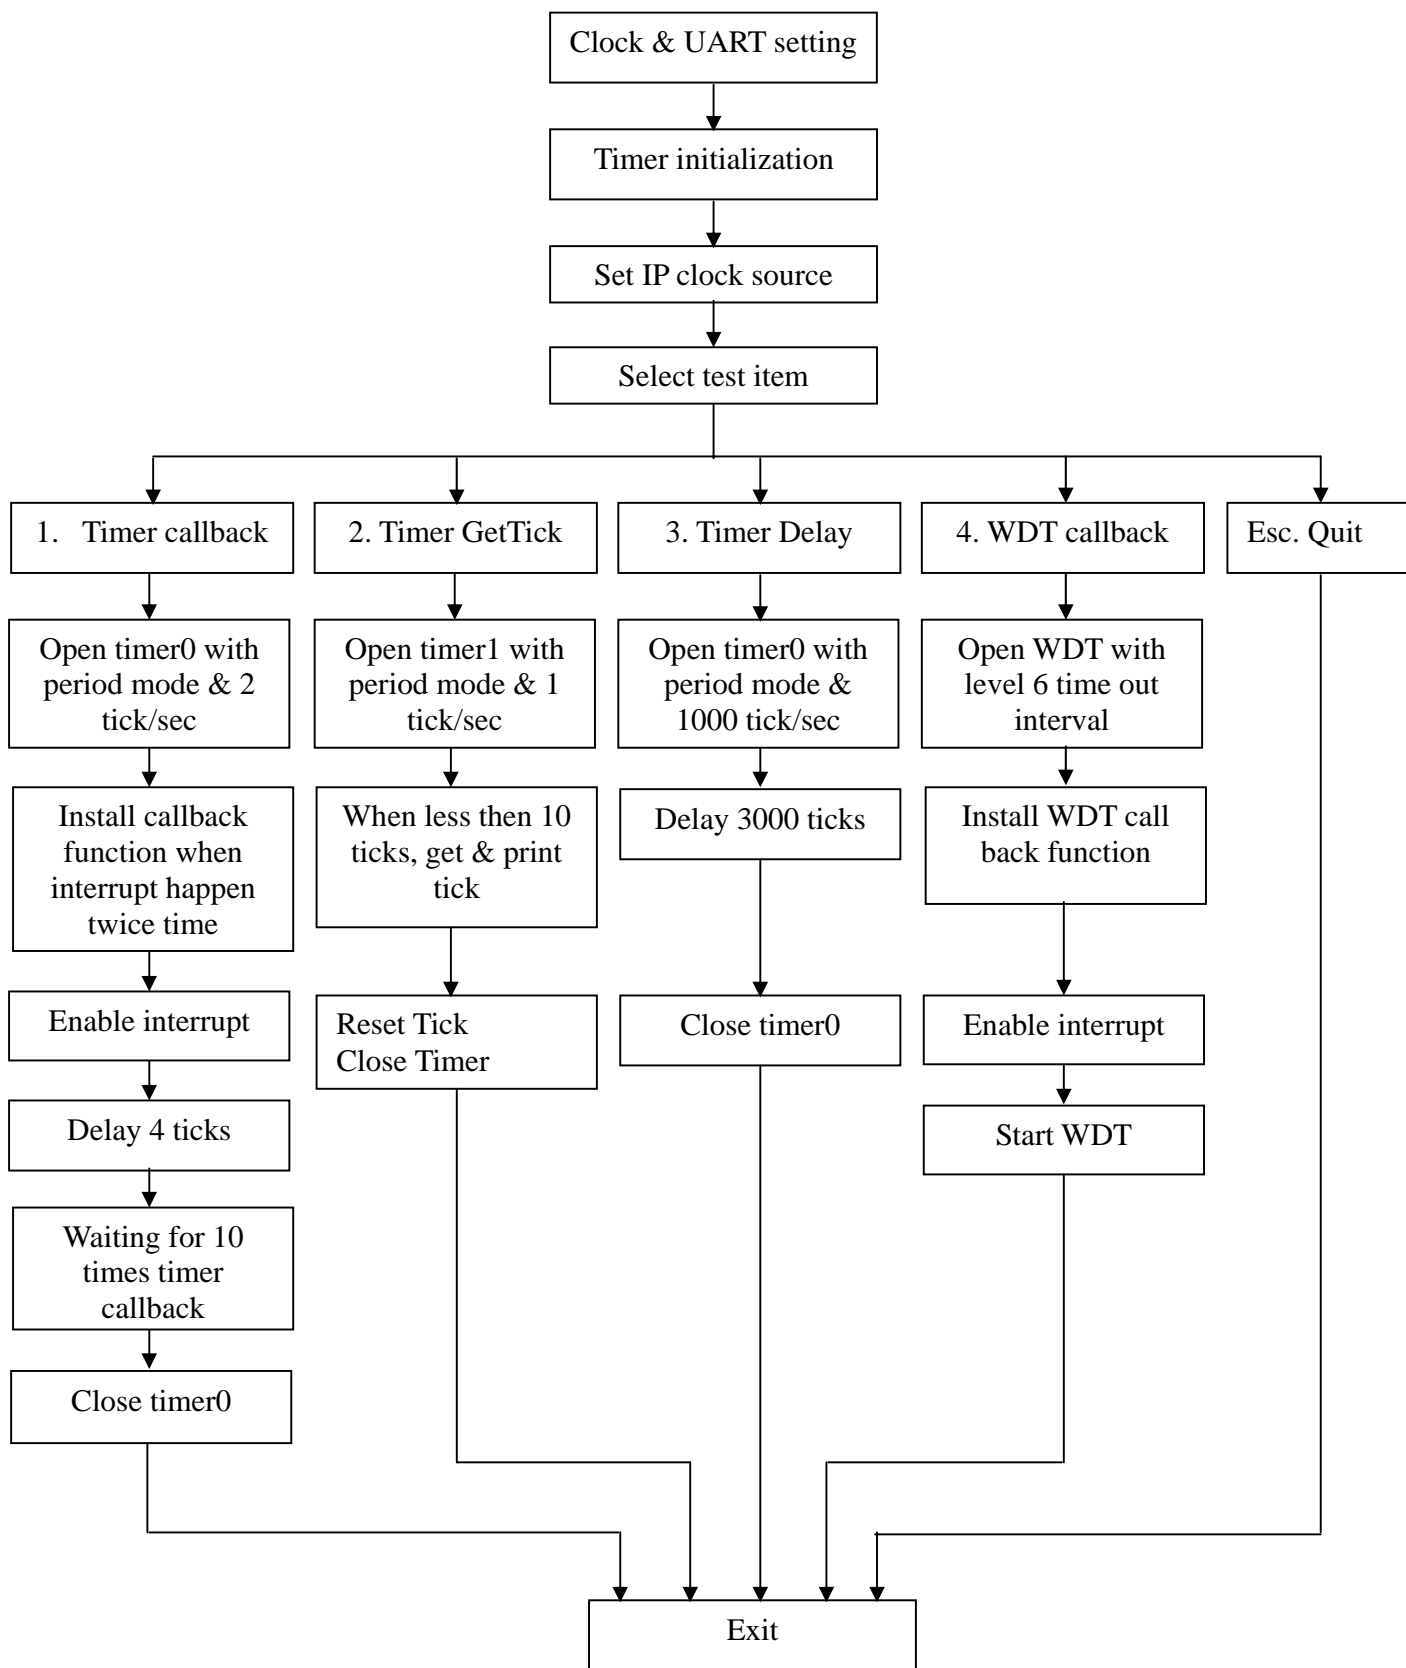 Clock & UART setting
Timer initialization
Set IP clock source
Select test item
1. Timer callback
2. Timer GetTick
3. Timer Delay
4. WDT callback
Esc. Quit
Open timer0 with
period mode & 2
tick/sec
Open timer1 with
period mode & 1
tick/sec
Open timer0 with
period mode &
1000 tick/sec
Open WDT with
level 6 time out
interval
Install callback
function when
interrupt happen
twice time
When less then 10
ticks, get & print
tick
Delay 3000 ticks
Install WDT call
back function
Enable interrupt
Reset Tick
Close Timer
Close timer0
Enable interrupt
Delay 4 ticks
Start WDT
Waiting for 10
times timer
callback
Close timer0
Exit